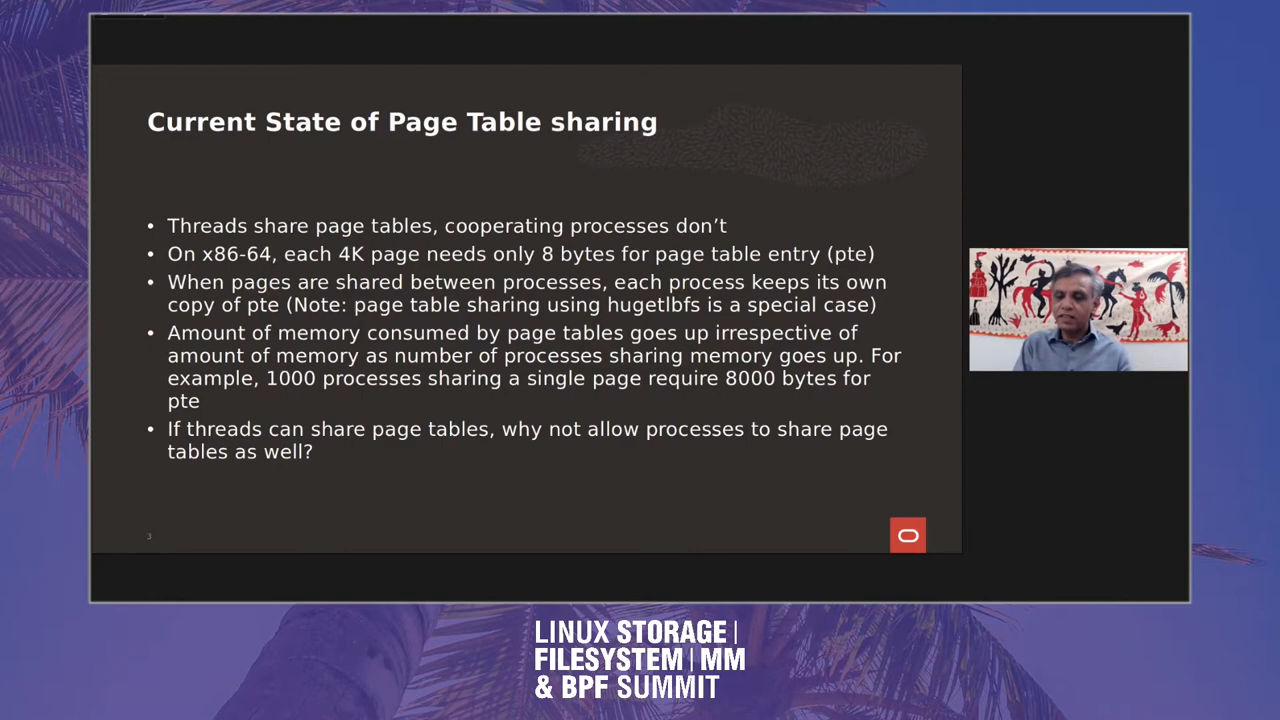 Current State of Page Table sharing
• Threads share page tables, cooperating processes don’t
• On x86-64, each 4K page needs only 8 bytes for page table entry (pte)
• When pages are shared between processes, each process keeps its own
copy of pte (Note: page table sharing using hugetlbfs is a special case)
• Amount of memory consumed by page tables goes up irrespective of
amount of memory as number of processes sharing memory goes up. For
example, 1000 processes sharing a single page require 8000 bytes for
pte
• If threads can share page tables, why not allow processes to share page
tables as well?
3
LINUX STORAGE |
FILESYSTEM | MM
& BPF SUMMIT